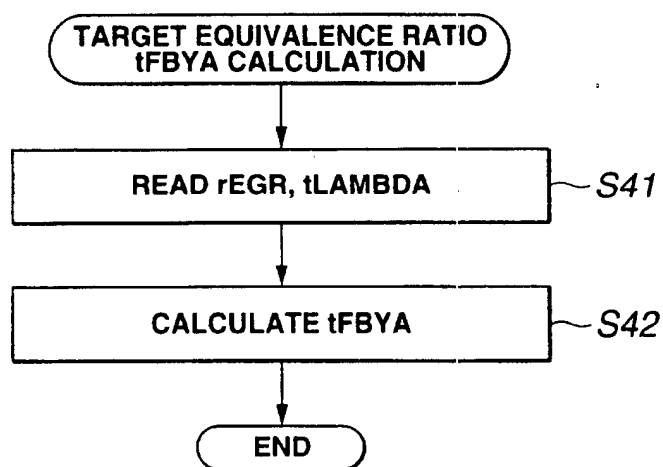 TARGET EQUIVALENCE RATIO
tFBYA CALCULATION
READ rEGR, tLAMBDA
S41
CALCULATE tFBYA
S42
END